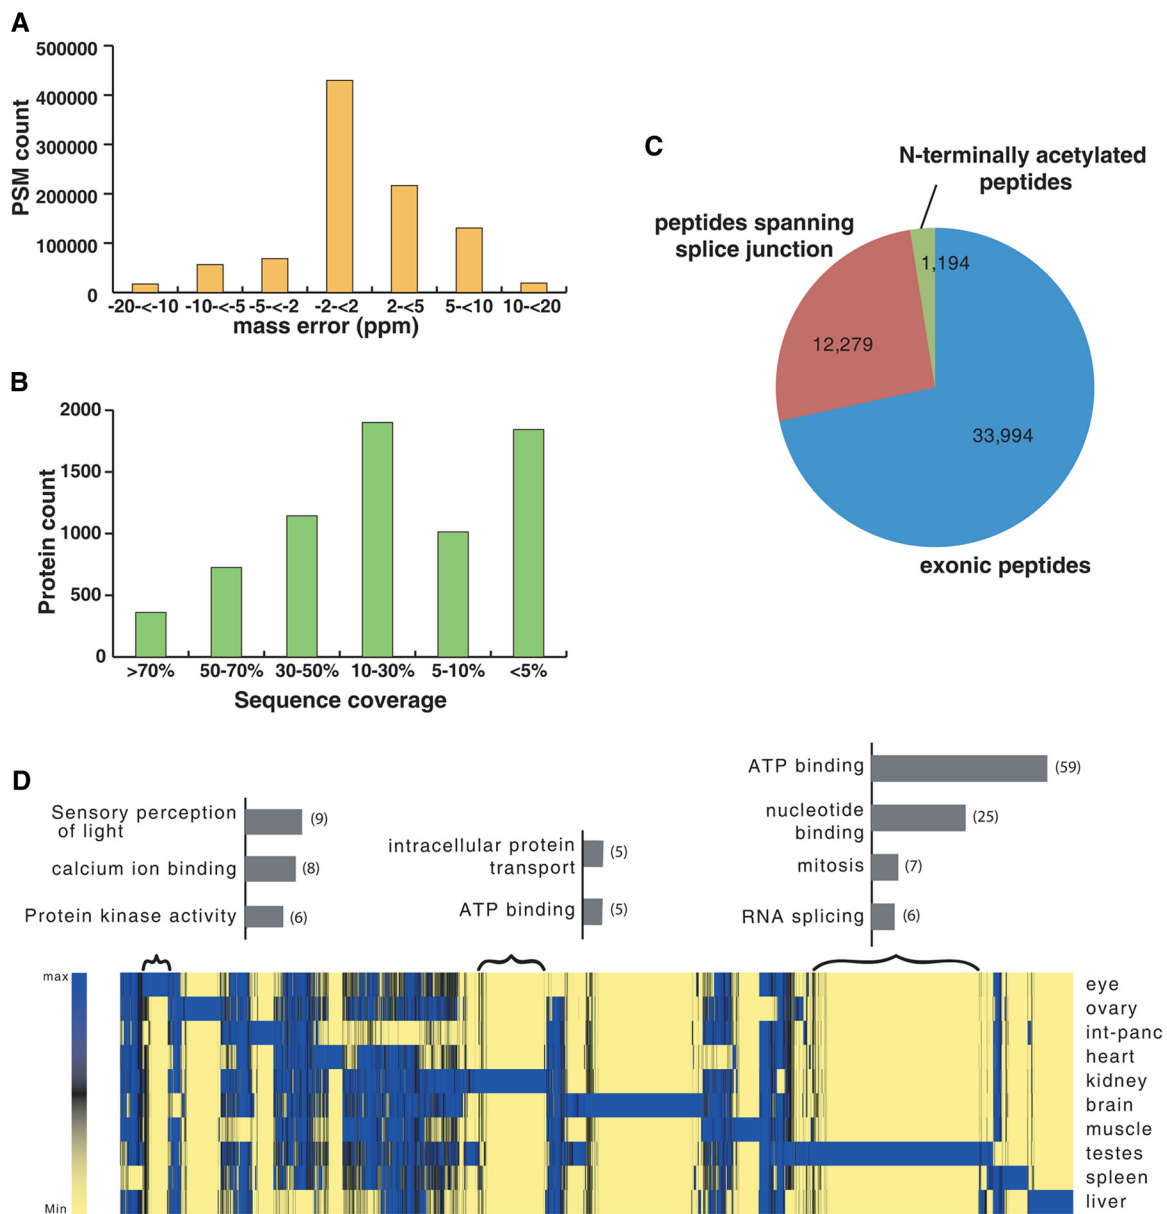 A
500000
400000
300000
200000
100000
0
PSM count
-20-<-10 -10-<-5 -5-<-2 -2-<2 2-<5 5-<10 10-<20
mass error (ppm)
B
2000
1500
1000
500
0
Protein count
>70% 50-70% 30-50% 10-30% 5-10% <5%
Sequence coverage
C
N-terminally acetylated
peptides
peptides spanning
splice junction
1,194
12,279
33,994
exonic peptides
D
Sensory perception
of light
(9)
calcium ion binding
(8)
Protein kinase activity
(6)
intracellular protein
transport
(5)
ATP binding
(5)
ATP binding
(59)
nucleotide
binding
(25)
mitosis
(7)
RNA splicing
(6)
max
Min
eye
ovary
int-panc
heart
kidney
brain
muscle
testes
spleen
liver